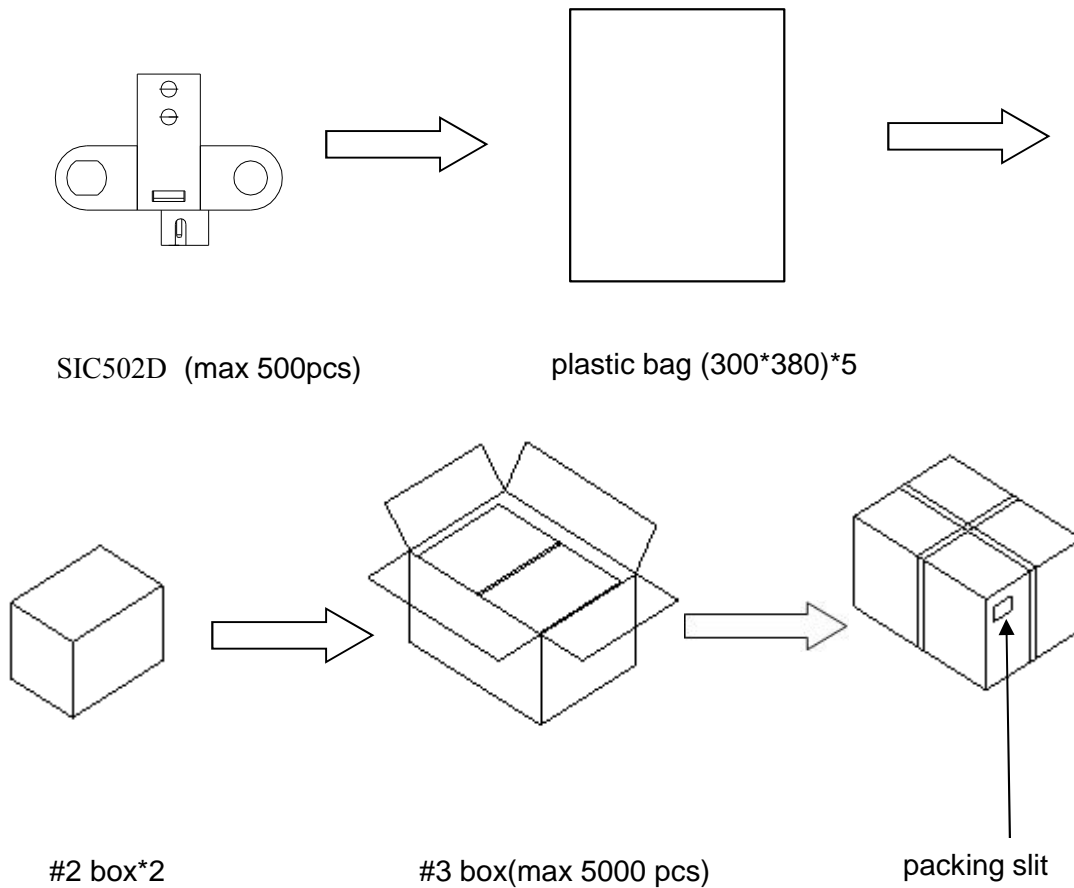 SIC502D (max 500pcs)
plastic bag (300*380)*5
#2 box*2
#3 box(max 5000 pcs)
packing slit